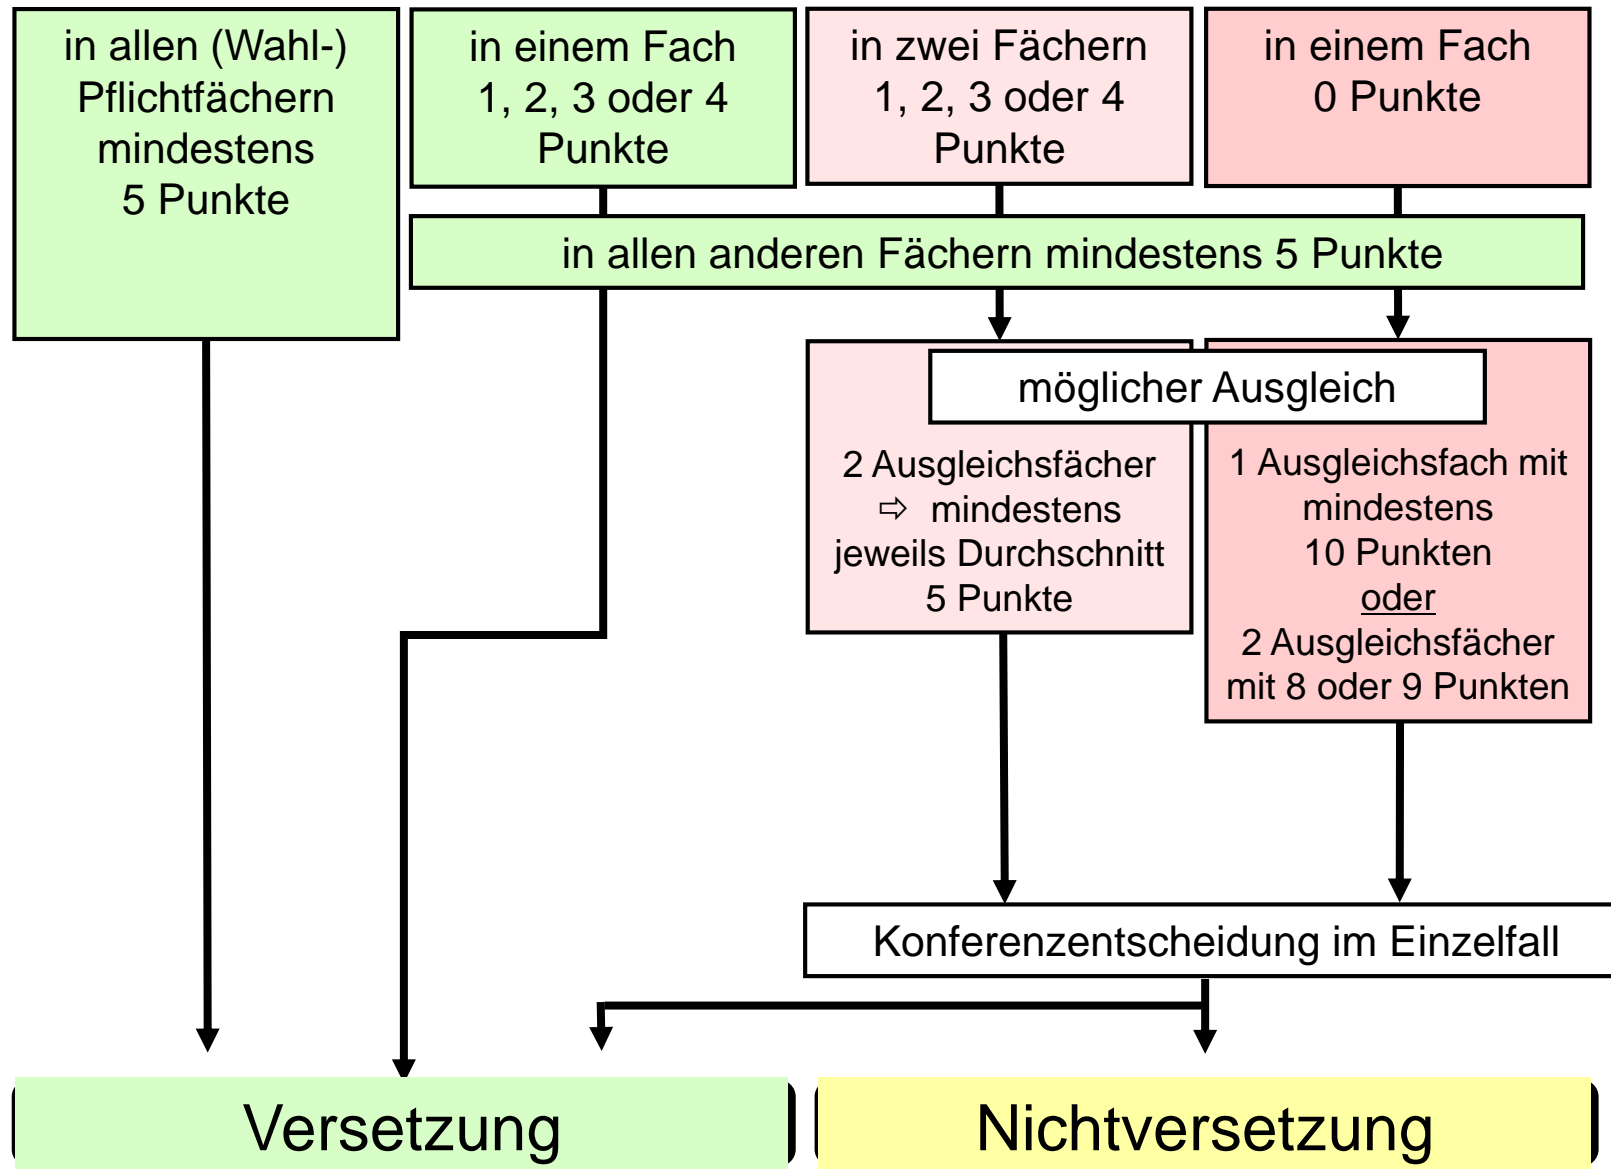 in allen (Wahl-)
Pflichtfächern
mindestens
5 Punkte
in einem Fach
1, 2, 3 oder 4
Punkte
in zwei Fächern
1, 2, 3 oder 4
Punkte
in einem Fach
0 Punkte
in allen anderen Fächern mindestens 5 Punkte
möglicher Ausgleich
2 Ausgleichsfächer
⇨ mindestens
jeweils Durchschnitt
5 Punkte
1 Ausgleichsfach mit
mindestens
10 Punkten
oder
2 Ausgleichsfächer
mit 8 oder 9 Punkten
Konferenzentscheidung im Einzelfall
Versetzung
Nichtversetzung